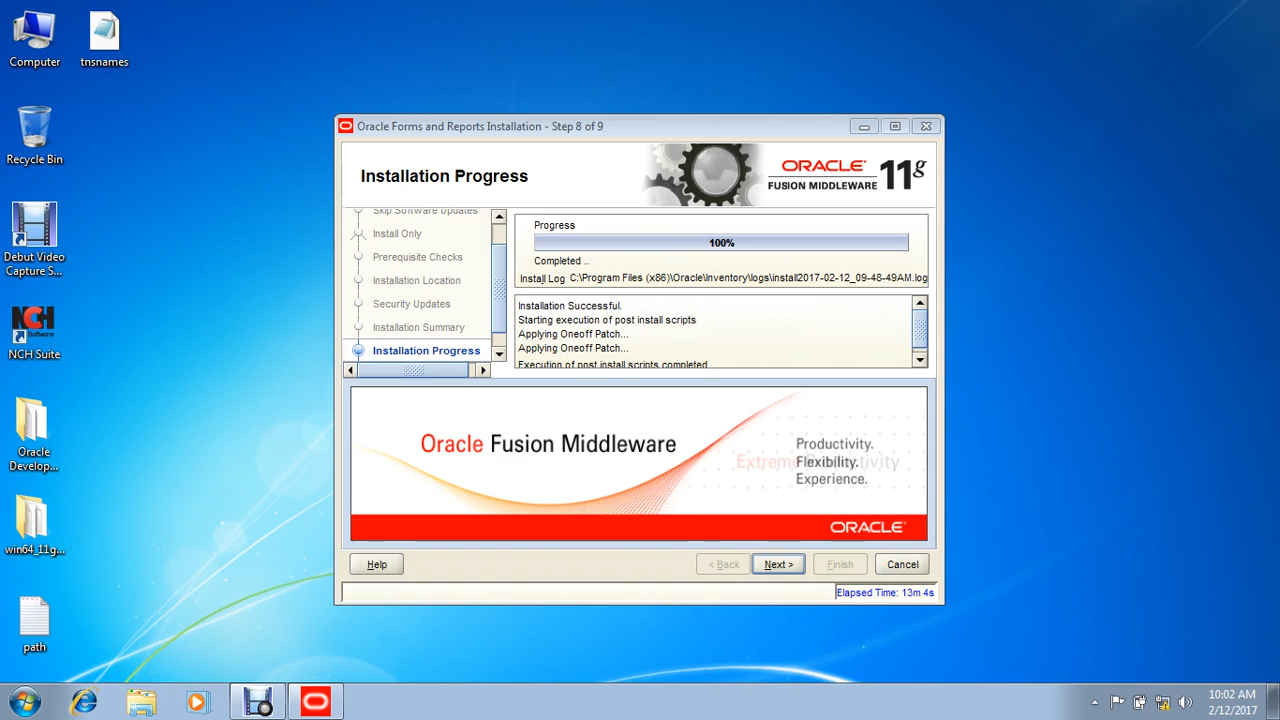 Computer
tnsnames
Recycle Bin
Debut Video
Capture S...
NCH
Software
NCH Suite
Oracle
Develop...
win64_11g...
path
Oracle Forms and Reports Installation - Step 8 of 9
Installation Progress
ORACLE
FUSION MIDDLEWARE 11g
Skip Software Updates
Install Only
Prerequisite Checks
Installation Location
Security Updates
Installation Summary
Installation Progress
Progress
100%
Completed ..
Install Log C:\Program Files (x86)\Oracle\Inventory\logs\install2017-02-12_09-48-49AM.log
Installation Successful.
Starting execution of post install scripts
Applying Oneoff Patch...
Applying Oneoff Patch...
Execution of post install scripts completed
Oracle Fusion Middleware
Productivity.
Flexibility.
Experience.
ORACLE
Help
< Back
Next >
Finish
Cancel
Elapsed Time: 13m 4s
10:02 AM
2/12/2017